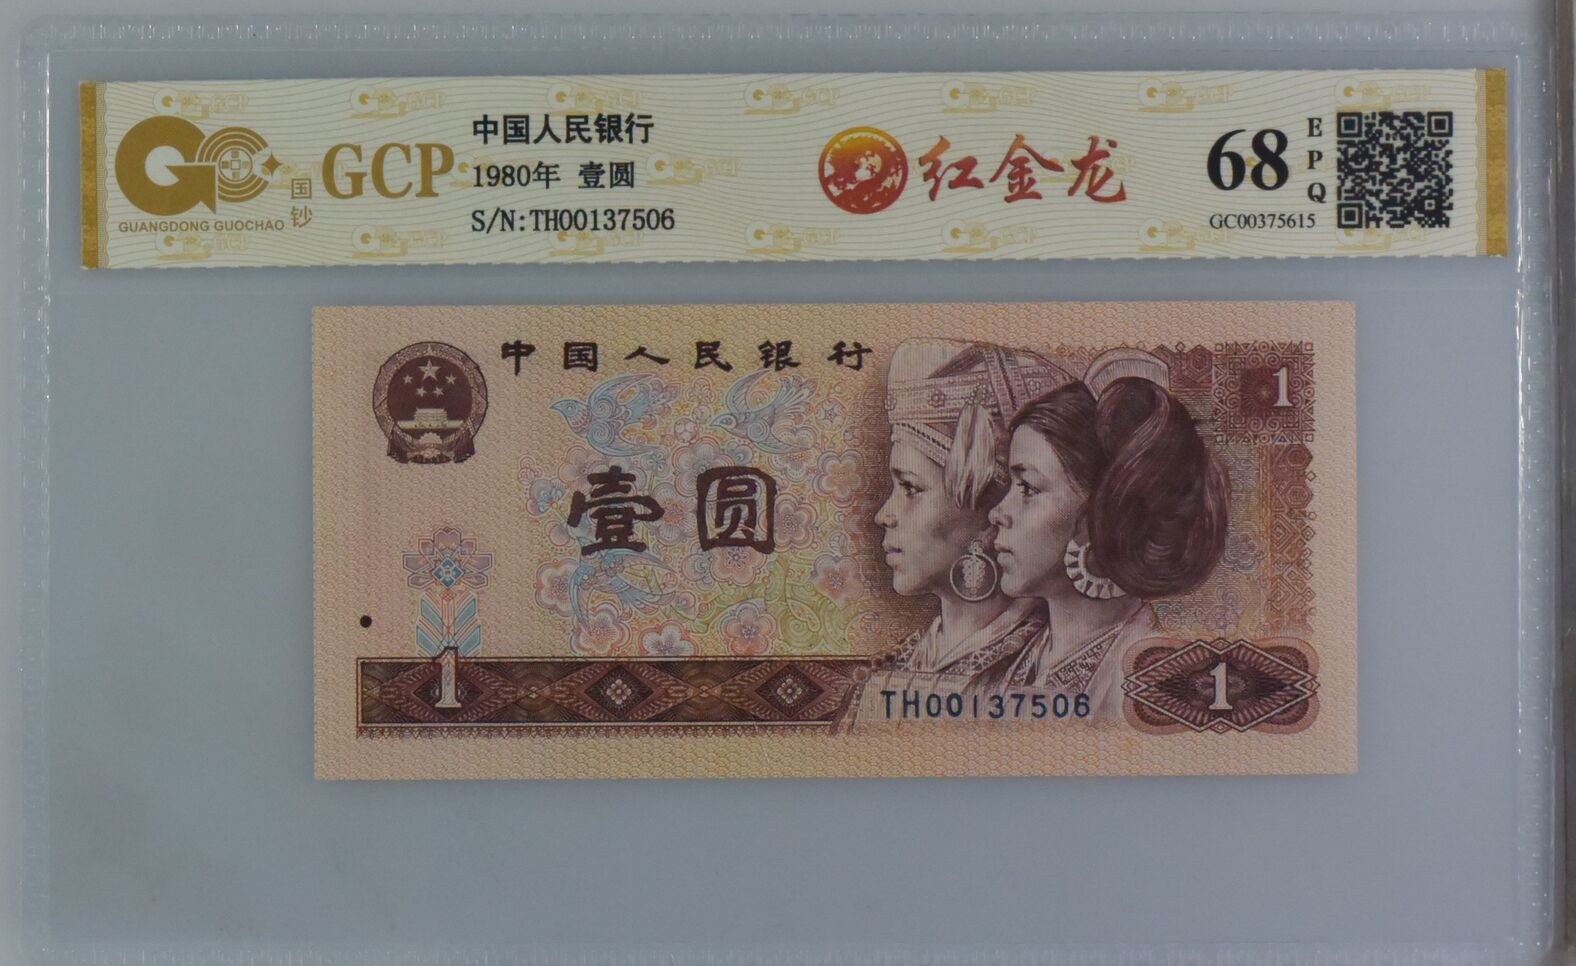 GUANGDONG GUOCHAO
国钞
GCP
中国人民银行
1980年 壹圆
S/N:TH00137506
红金龙
68
EPQ
GC00375615
中国人民银行
1
壹圆
1
TH00137506
1